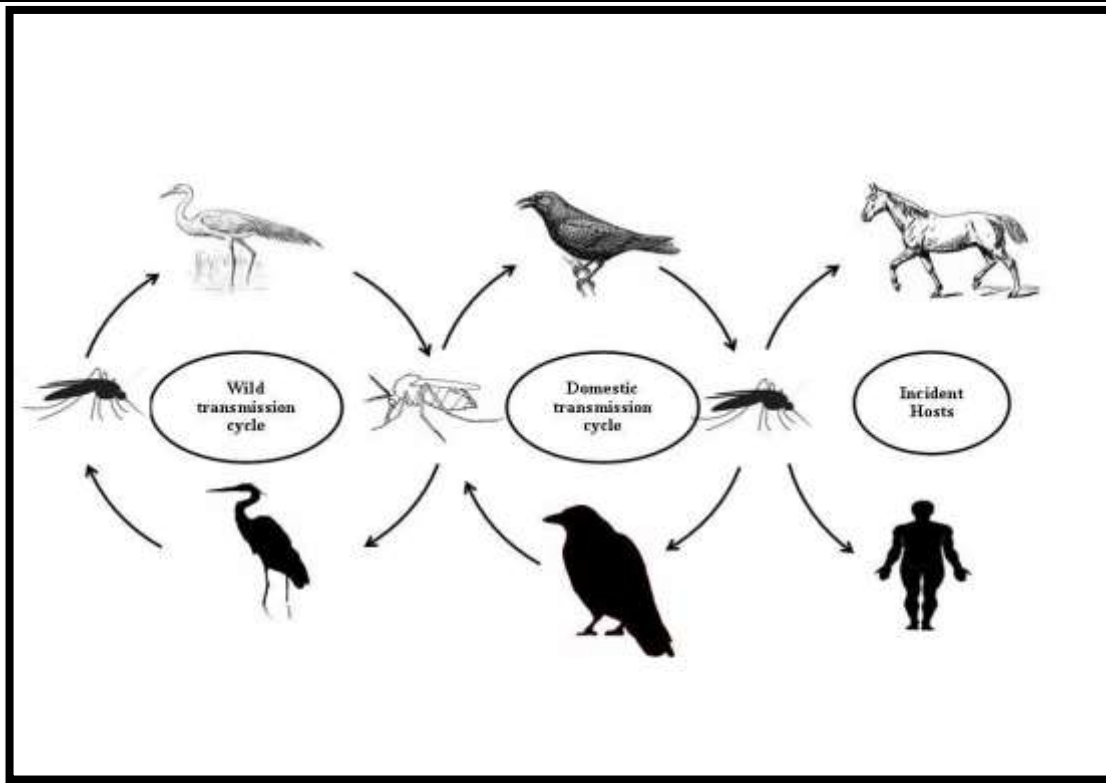 Wild
transmission
cycle
Domestic
transmission
cycle
Incident
Hosts